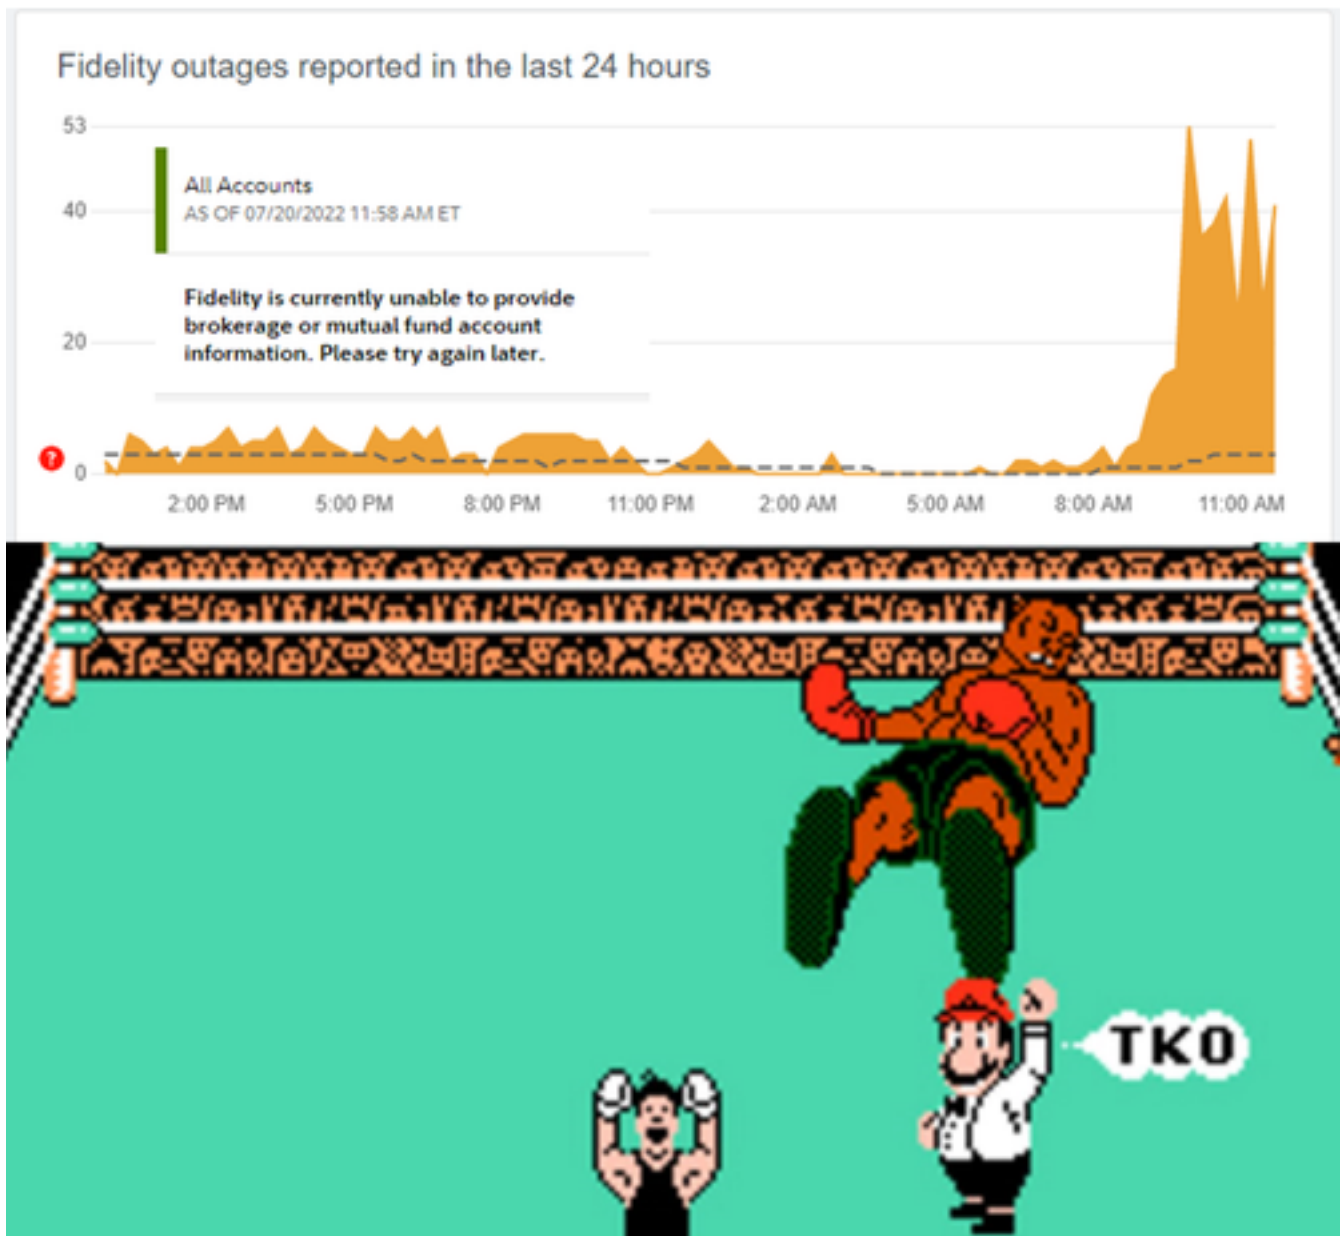 Fidelity outages reported in the last 24 hours
53
All Accounts
AS OF 07/20/2022 11:58 AM ET
40
Fidelity is currently unable to provide
brokerage or mutual fund account
information. Please try again later.
20
?
0
2:00 PM 5:00 PM 8:00 PM 11:00 PM 2:00 AM 5:00 AM 8:00 AM 11:00 AM
TKO